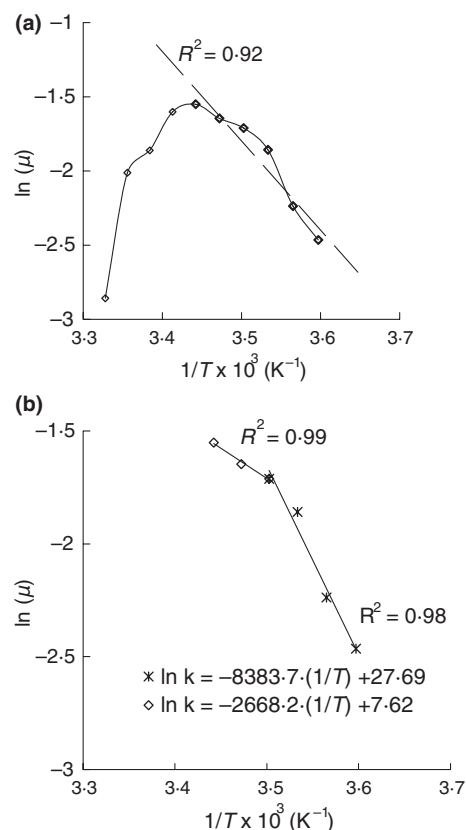 (a)
−1
R² = 0·92
−1·5
−2
ln (μ)
−2·5
−3
3·3 3·4 3·5 3·6 3·7
1/T x 10³ (K⁻¹)
(b)
−1·5
R² = 0·99
−2
ln (μ)
R² = 0·98
−2·5
ln k = −8383·7·(1/T) +27·69
ln k = −2668·2·(1/T) +7·62
−3
3·3 3·4 3·5 3·6 3·7
1/T x 10³ (K⁻¹)